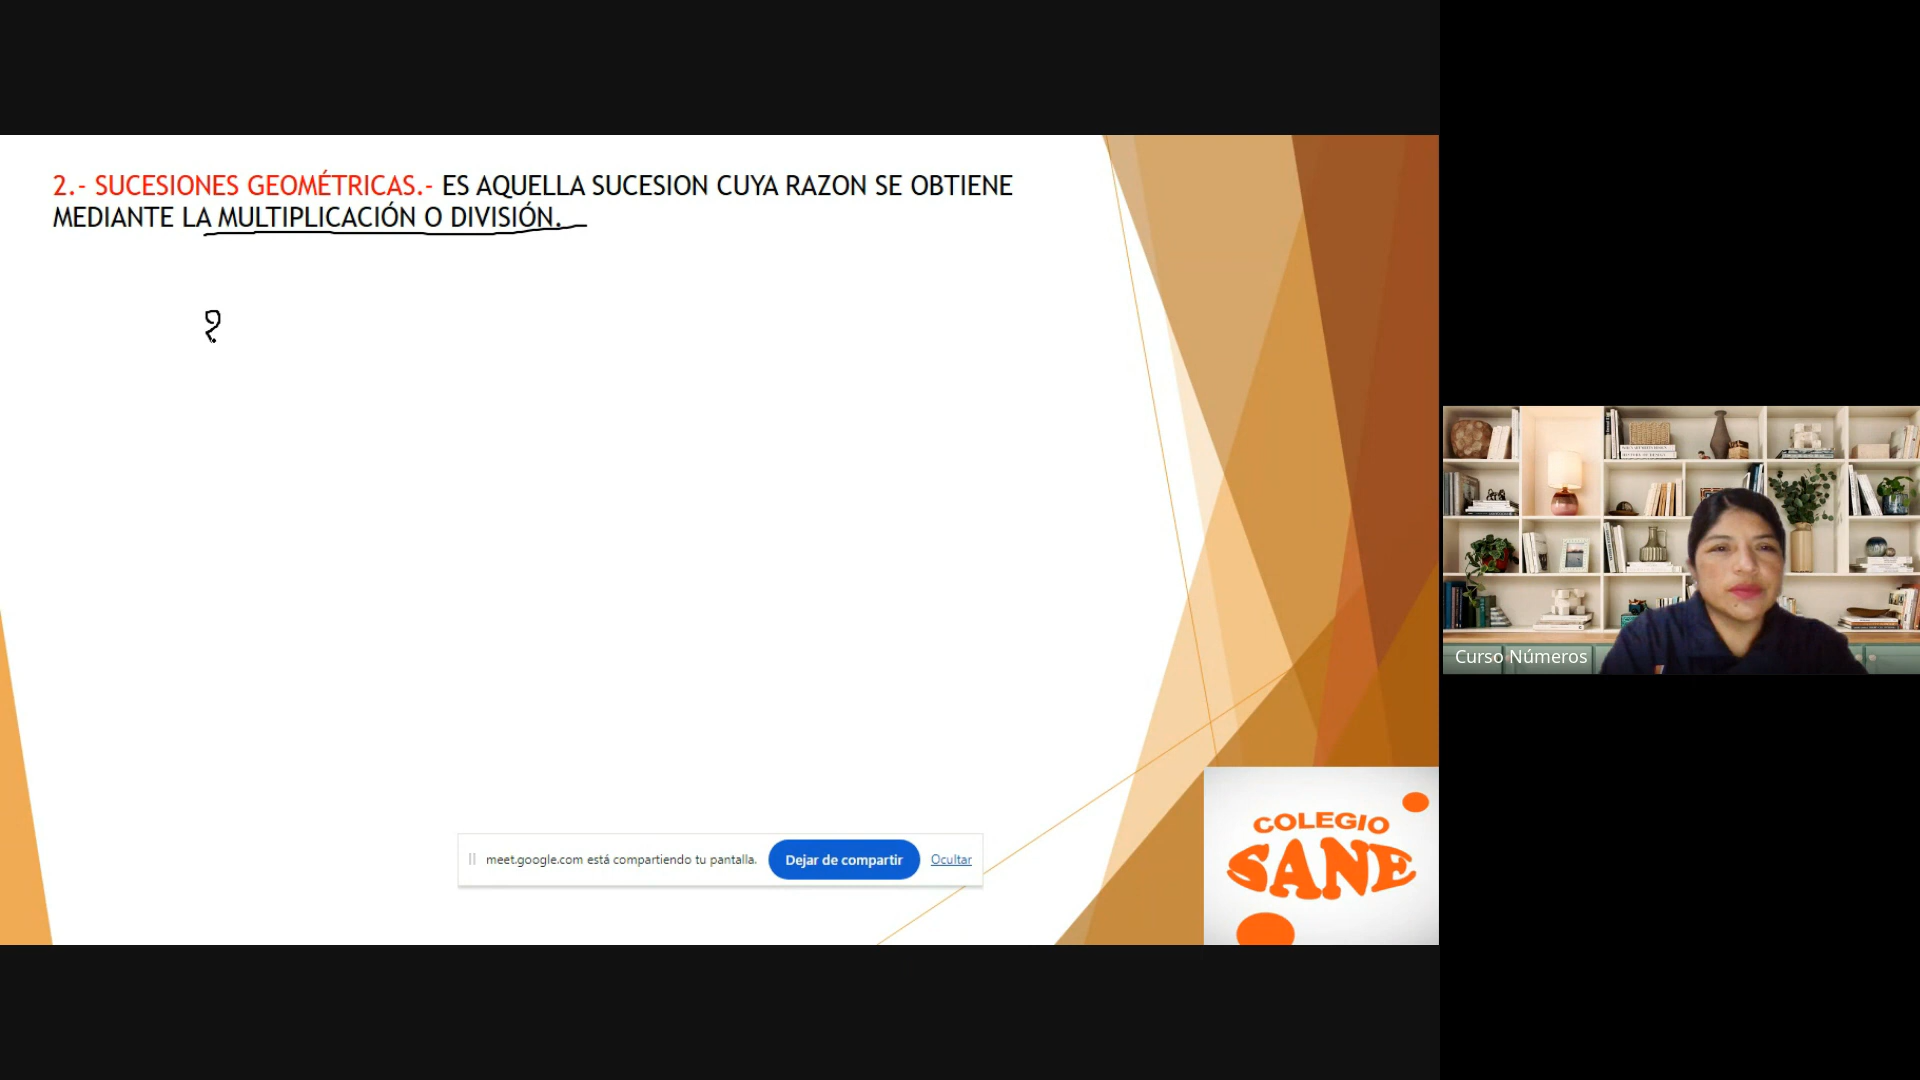 2.- SUCESIONES GEOMÉTRICAS.- ES AQUELLA SUCESION CUYA RAZON SE OBTIENE
MEDIANTE LA MULTIPLICACIÓN O DIVISIÓN.
meet.google.com está compartiendo tu pantalla. Dejar de compartir Ocultar
COLEGIO
SANE
Curso Números